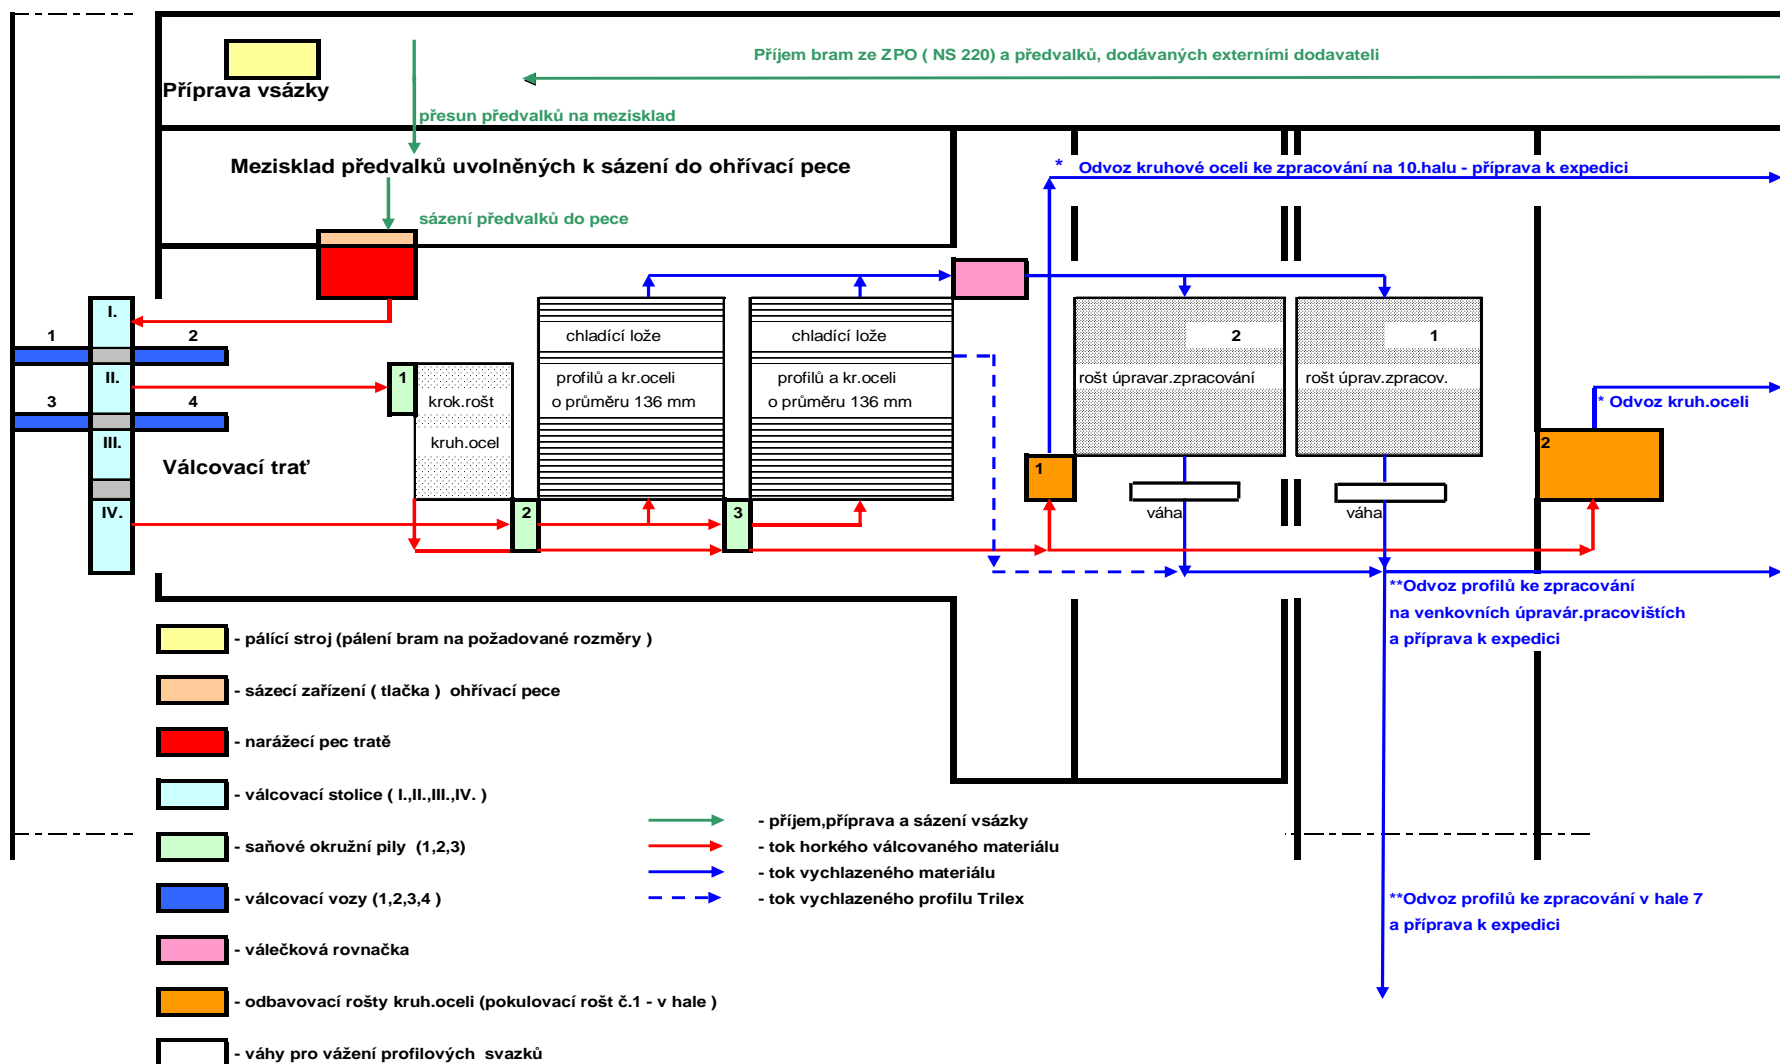 Příjem bram ze ZPO ( NS 220) a předvalků, dodávaných externími dodavateli
Příprava vsázky
přesun předvalků na mezisklad
Mezisklad předvalků uvolněných k sázení do ohřívací pece
* Odvoz kruhové oceli ke zpracování na 10.halu - příprava k expedici
sázení předvalků do pece
I.
1
2
II.
3
4
III.
Válcovací trať
IV.
1
krok.rošt
kruh.ocel
chladící lože
profilů a kr.oceli
o průměru 136 mm
chladící lože
profilů a kr.oceli
o průměru 136 mm
2
rošt úpravar.zpracování
1
rošt úprav.zpracov.
* Odvoz kruh.oceli
2
1
2
3
váha
váha
**Odvoz profilů ke zpracování
na venkovních úpravár.pracovištích
a příprava k expedici
- pálící stroj (pálení bram na požadované rozměry )
- sázecí zařízení ( tlačka ) ohřívací pece
- narážecí pec tratě
- válcovací stolice ( I.,II.,III.,IV. )
- saňové okružní pily (1,2,3)
- válcovací vozy (1,2,3,4 )
- válečková rovnačka
- odbavovací rošty kruh.oceli (pokulovací rošt č.1 - v hale )
- váhy pro vážení profilových svazků
- příjem,příprava a sázení vsázky
- tok horkého válcovaného materiálu
- tok vychlazeného materiálu
- tok vychlazeného profilu Trilex
**Odvoz profilů ke zpracování v hale 7
a příprava k expedici